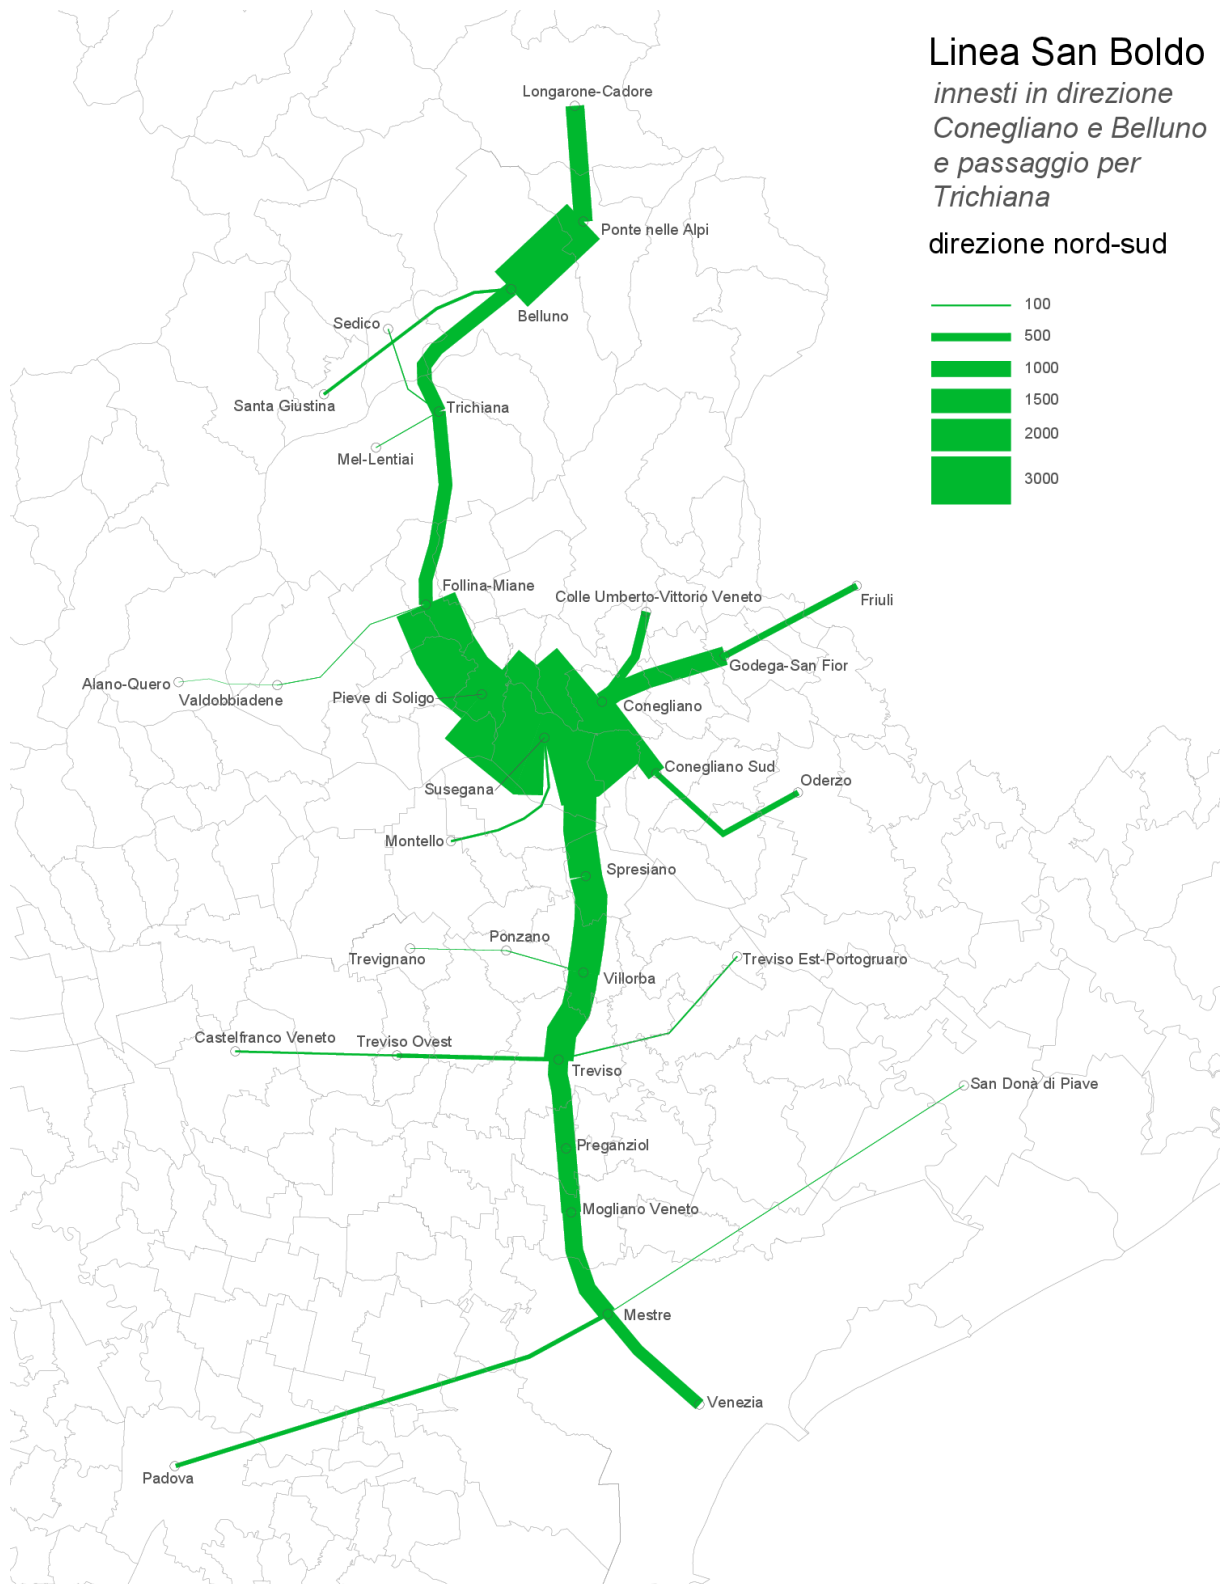 Linea San Boldo
innesti in direzione
Conegliano e Belluno
e passaggio per
Trichiana
direzione nord-sud
100
500
1000
1500
2000
3000
Longarone-Cadore
Ponte nelle Alpi
Belluno
Sedico
Santa Giustina
Trichiana
Mel-Lentiai
Follina-Miane
Colle Umberto-Vittorio Veneto
Friuli
Godega-San Fior
Alano-Quero
Valdobbiadene
Pieve di Soligo
Conegliano
Conegliano Sud
Oderzo
Susegana
Montello
Spresiano
Ponzano
Trevignano
Treviso Est-Portogruaro
Villorba
Castelfranco Veneto
Treviso Ovest
Treviso
San Donà di Piave
Preganziol
Mogliano Veneto
Mestre
Venezia
Padova